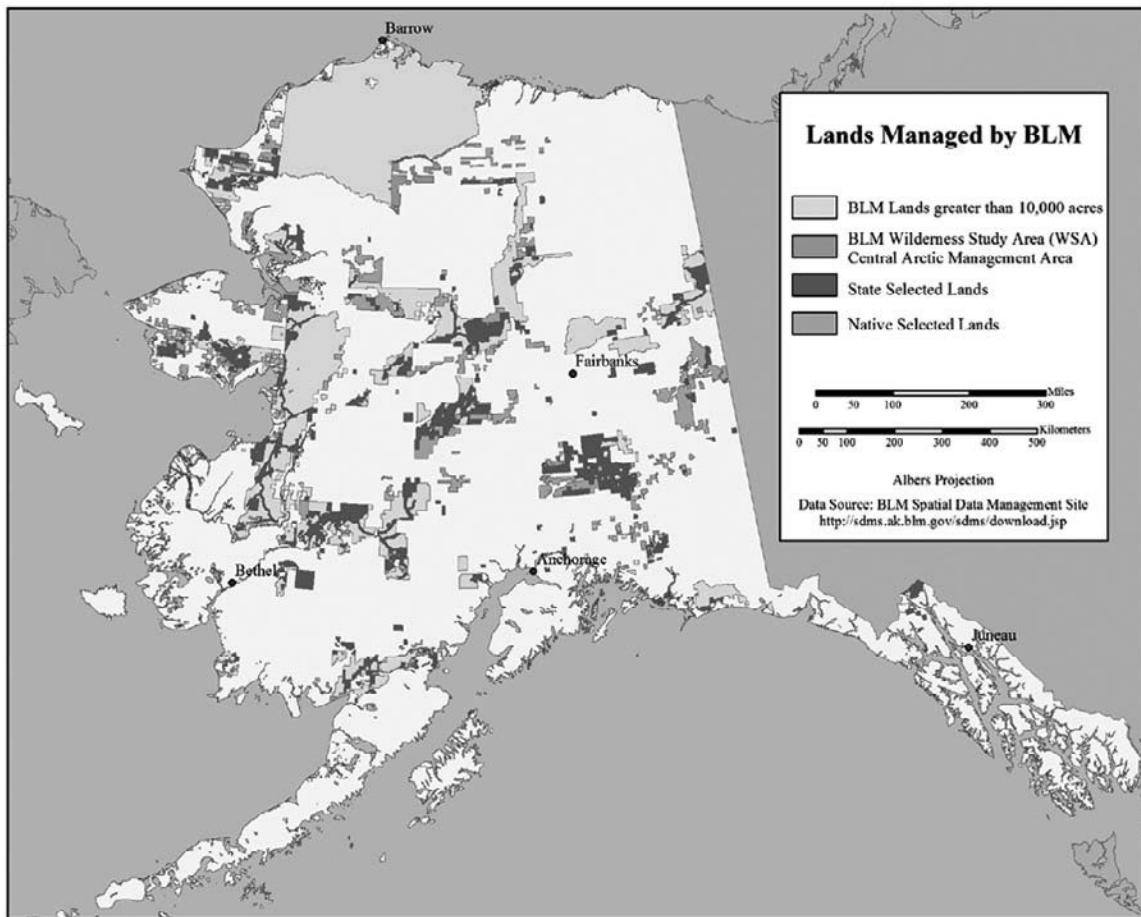 Barrow
Lands Managed by BLM
BLM Lands greater than 10,000 acres
BLM Wilderness Study Area (WSA)
Central Arctic Management Area
State Selected Lands
Native Selected Lands
Fairbanks
Miles
0 50 100 200 300
Kilometers
0 50 100 200 300 400 500
Albers Projection
Data Source: BLM Spatial Data Management Site
http://sdms.ak.blm.gov/sdms/download.jsp
Anchorage
Bethel
Juneau